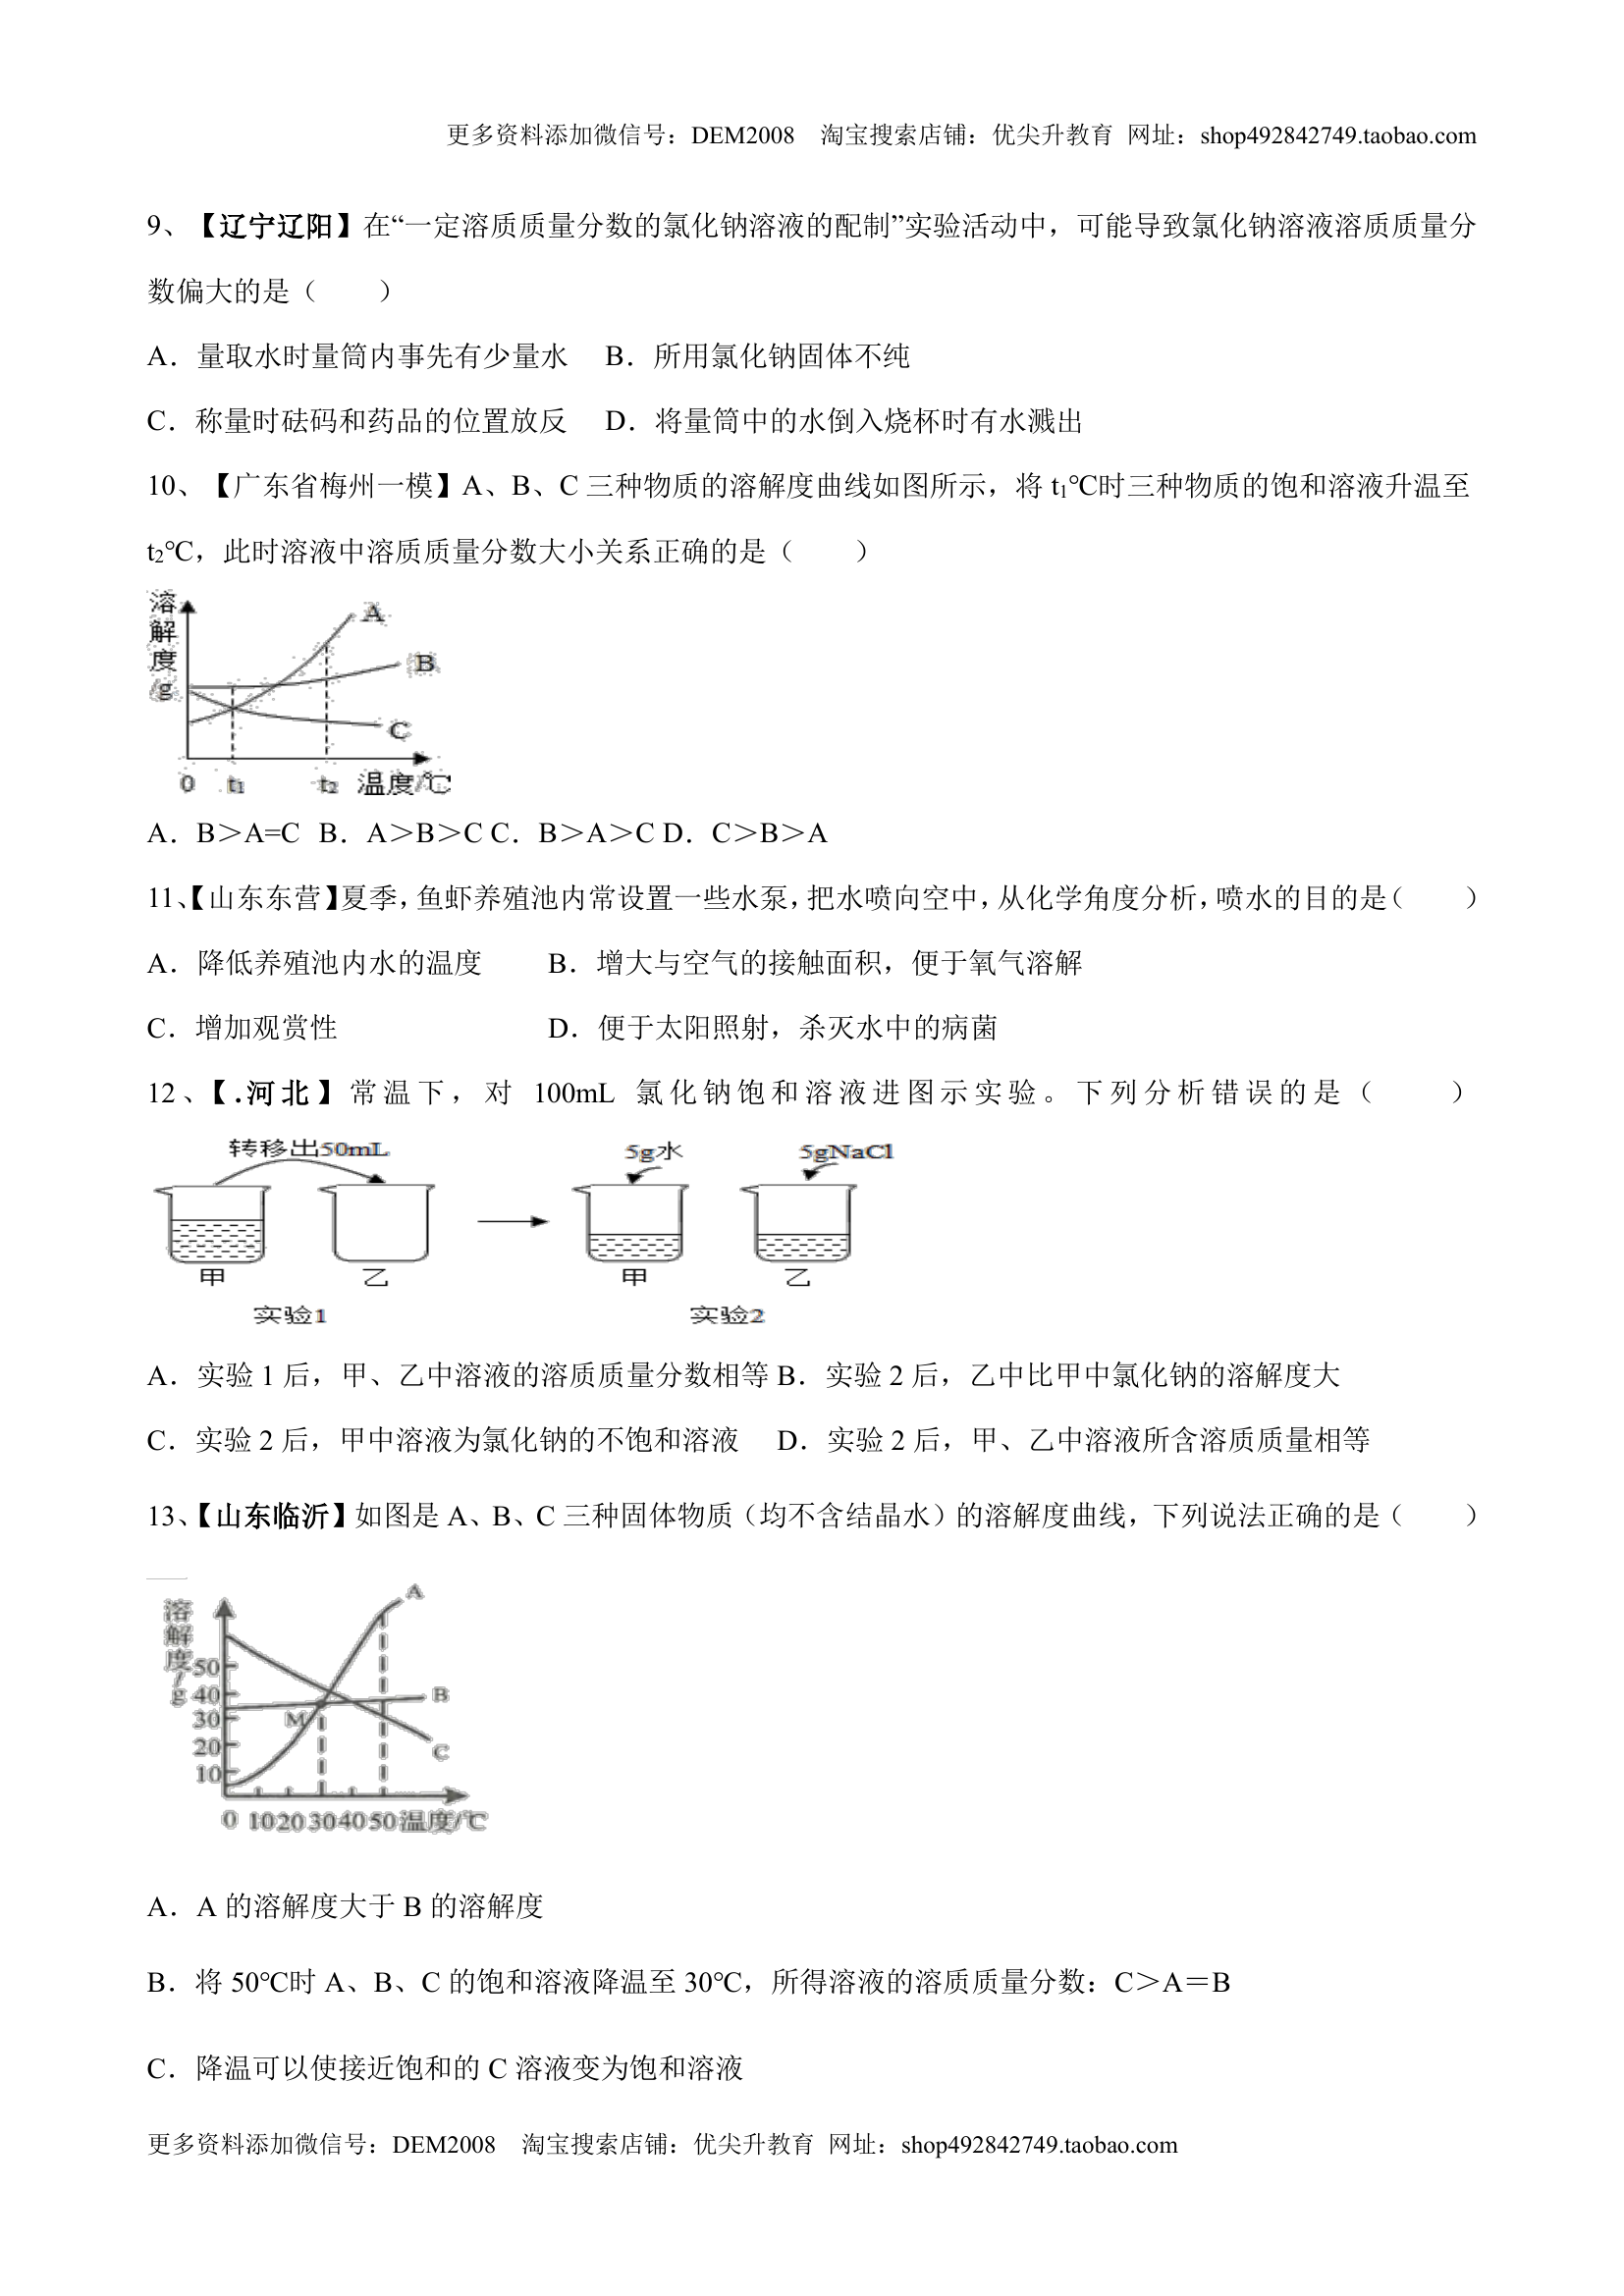 更多资料添加微信号：DEM2008　淘宝搜索店铺：优尖升教育 网址：shop492842749.taobao.com
9、【辽宁辽阳】在“一定溶质质量分数的氯化钠溶液的配制”实验活动中，可能导致氯化钠溶液溶质质量分
数偏大的是（　　）
A．量取水时量筒内事先有少量水　B．所用氯化钠固体不纯
C．称量时砝码和药品的位置放反　D．将量筒中的水倒入烧杯时有水溅出
10、【广东省梅州一模】A、B、C 三种物质的溶解度曲线如图所示，将 t₁℃时三种物质的饱和溶液升温至
t₂℃，此时溶液中溶质质量分数大小关系正确的是（　　）
溶解度/g
A
B
C
0 t₁ t₂ 温度/℃
A．B＞A=C B．A＞B＞C C．B＞A＞C D．C＞B＞A
11、【山东东营】夏季，鱼虾养殖池内常设置一些水泵，把水喷向空中，从化学角度分析，喷水的目的是（　　）
A．降低养殖池内水的温度　　B．增大与空气的接触面积，便于氧气溶解
C．增加观赏性　　D．便于太阳照射，杀灭水中的病菌
12、【.河北】常温下，对 100mL 氯化钠饱和溶液进图示实验。下列分析错误的是（　　）
转移出50mL 5g水 5gNaCl
甲 乙 甲 乙
实验1 实验2
A．实验 1 后，甲、乙中溶液的溶质质量分数相等 B．实验 2 后，乙中比甲中氯化钠的溶解度大
C．实验 2 后，甲中溶液为氯化钠的不饱和溶液　D．实验 2 后，甲、乙中溶液所含溶质质量相等
13、【山东临沂】如图是 A、B、C 三种固体物质（均不含结晶水）的溶解度曲线，下列说法正确的是（　　）
溶解度/g
A
50
40 B
30 M
20 C
10
0 10 20 30 40 50 温度/℃
A．A 的溶解度大于 B 的溶解度
B．将 50℃时 A、B、C 的饱和溶液降温至 30℃，所得溶液的溶质质量分数：C＞A＝B
C．降温可以使接近饱和的 C 溶液变为饱和溶液
更多资料添加微信号：DEM2008　淘宝搜索店铺：优尖升教育 网址：shop492842749.taobao.com